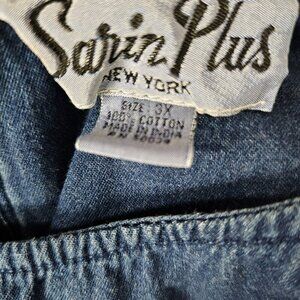 Sarin Plus
NEW YORK
SIZE 3X
100% COTTON
MADE IN INDIA